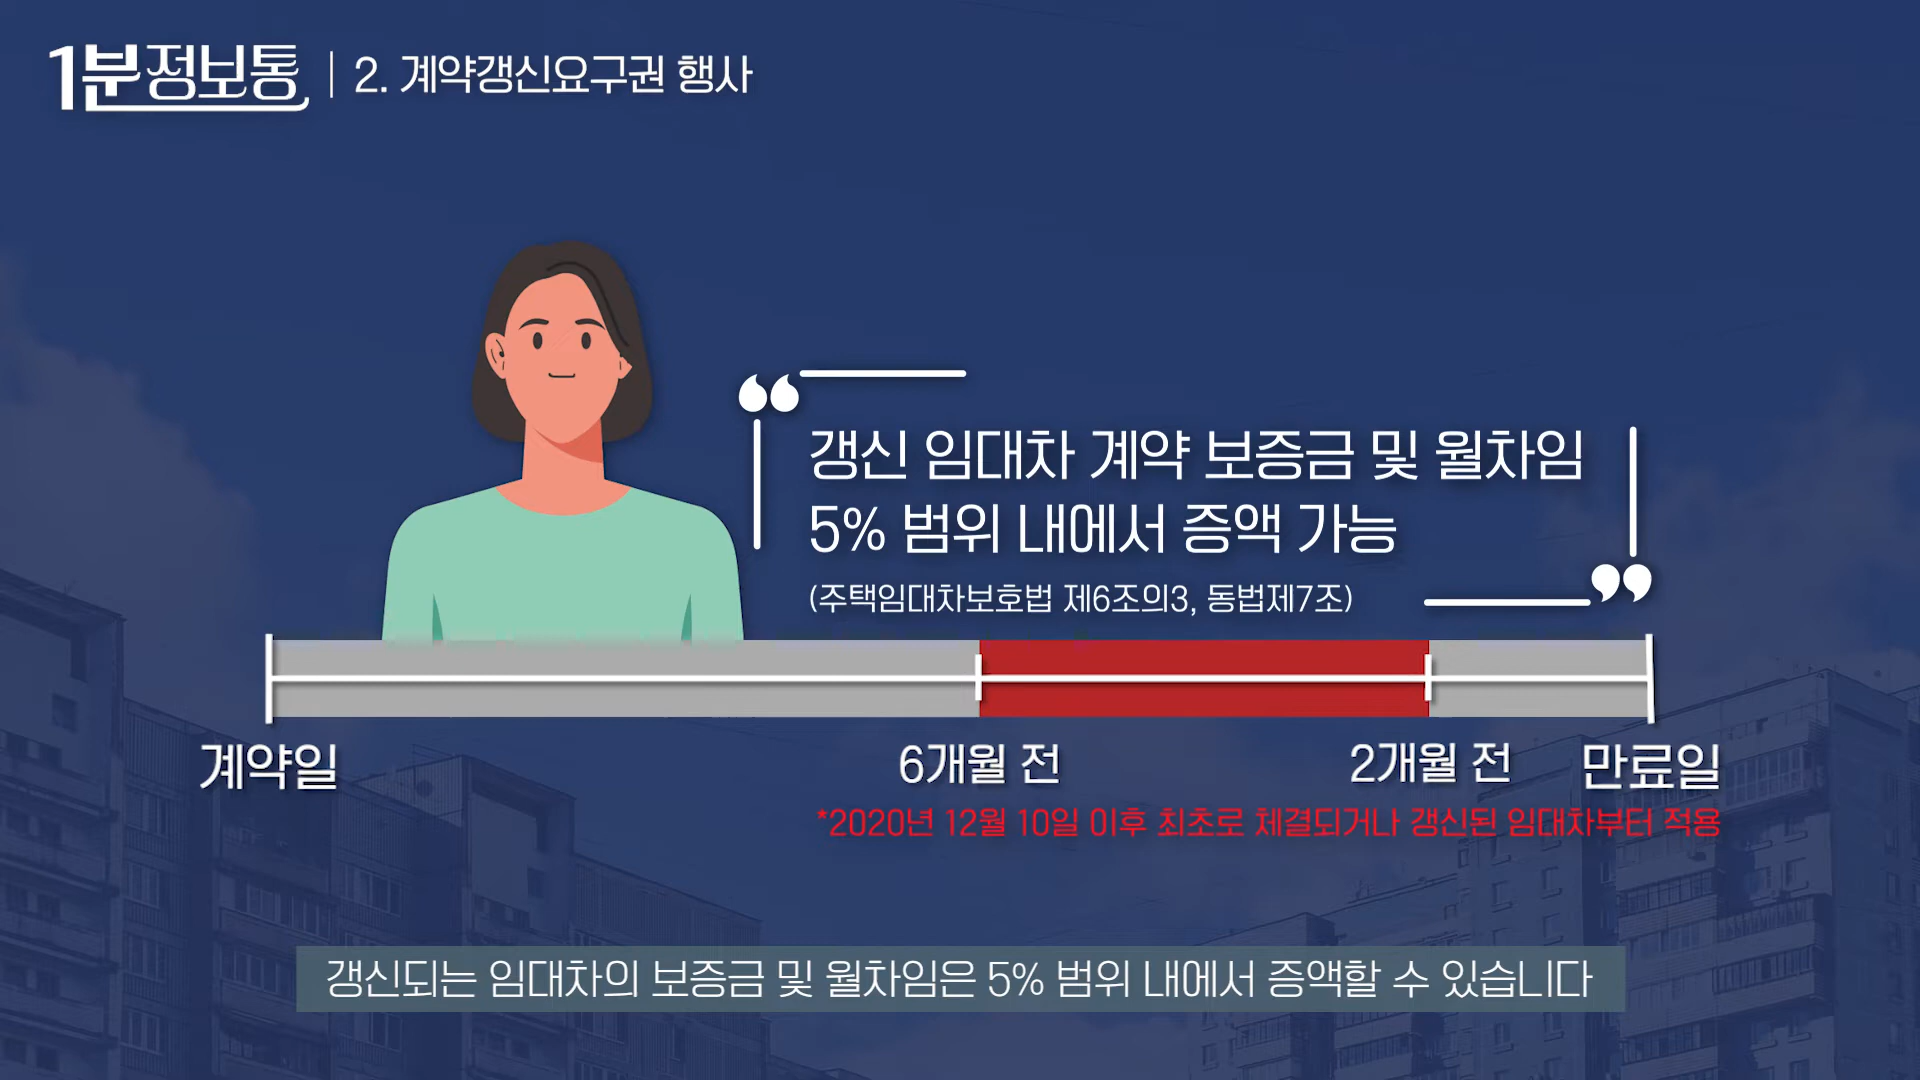 1분정보통
2. 계약갱신요구권 행사
갱신 임대차 계약 보증금 및 월차임
5% 범위 내에서 증액 가능
(주택임대차보호법 제6조의3, 동법제7조)
계약일
6개월 전
2개월 전
만료일
*2020년 12월 10일 이후 최초로 체결되거나 갱신된 임대차부터 적용
갱신되는 임대차의 보증금 및 월차임은 5% 범위 내에서 증액할 수 있습니다